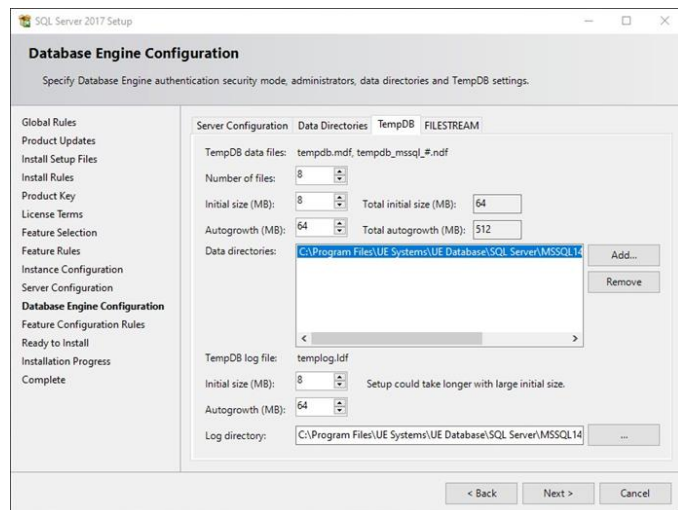 SQL Server 2017 Setup
Database Engine Configuration
Specify Database Engine authentication security mode, administrators, data directories and TempDB settings.
Global Rules
Product Updates
Install Setup Files
Install Rules
Product Key
License Terms
Feature Selection
Feature Rules
Instance Configuration
Server Configuration
Database Engine Configuration
Feature Configuration Rules
Ready to Install
Installation Progress
Complete
Server Configuration Data Directories TempDB FILESTREAM
TempDB data files: tempdb.mdf, tempdb_mssql_#.ndf
Number of files: 8
Initial size (MB): 8 Total initial size (MB): 64
Autogrowth (MB): 64 Total autogrowth (MB): 512
Data directories: C:\Program Files\UE Systems\UE Database\SQL Server\MSSQL14 Add...
Remove
TempDB log file: templog.ldf
Initial size (MB): 8 Setup could take longer with large initial size.
Autogrowth (MB): 64
Log directory: C:\Program Files\UE Systems\UE Database\SQL Server\MSSQL14 ...
< Back Next > Cancel